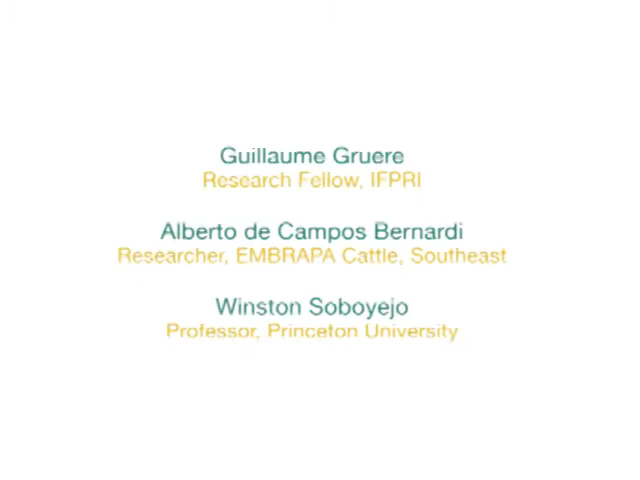 Guillaume Gruere
Research Fellow, IFPRI
Alberto de Campos Bernardi
Researcher, EMBRAPA Cattle, Southeast
Winston Soboyejo
Professor, Princeton University